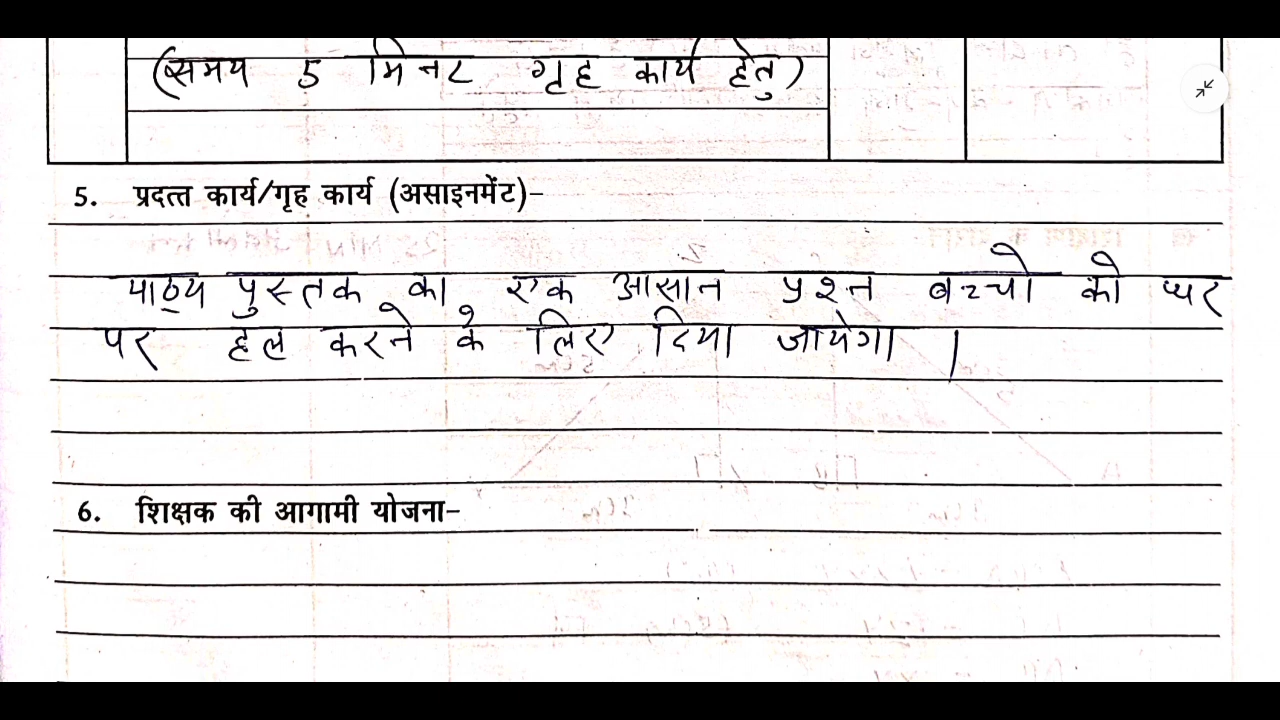 (समय 5 मिनट गृह कार्य हेतु)
5. प्रदत्त कार्य/गृह कार्य (असाइनमेंट)-
पाठ्य पुस्तक का एक आसान प्रश्न बच्चो को घर
पर हल करने के लिए दिया जायेगा |
6. शिक्षक की आगामी योजना-